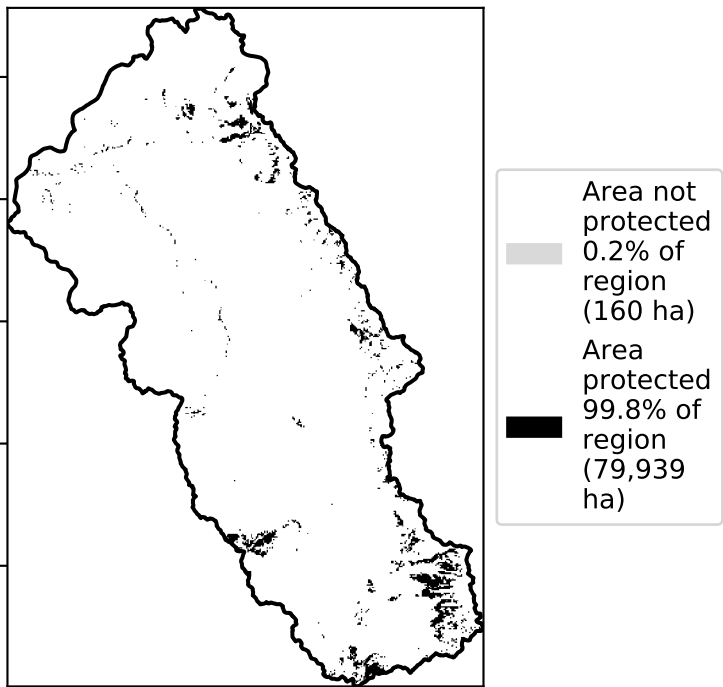 Area not
protected
0.2% of
region
(160 ha)
Area
protected
99.8% of
region
(79,939
ha)